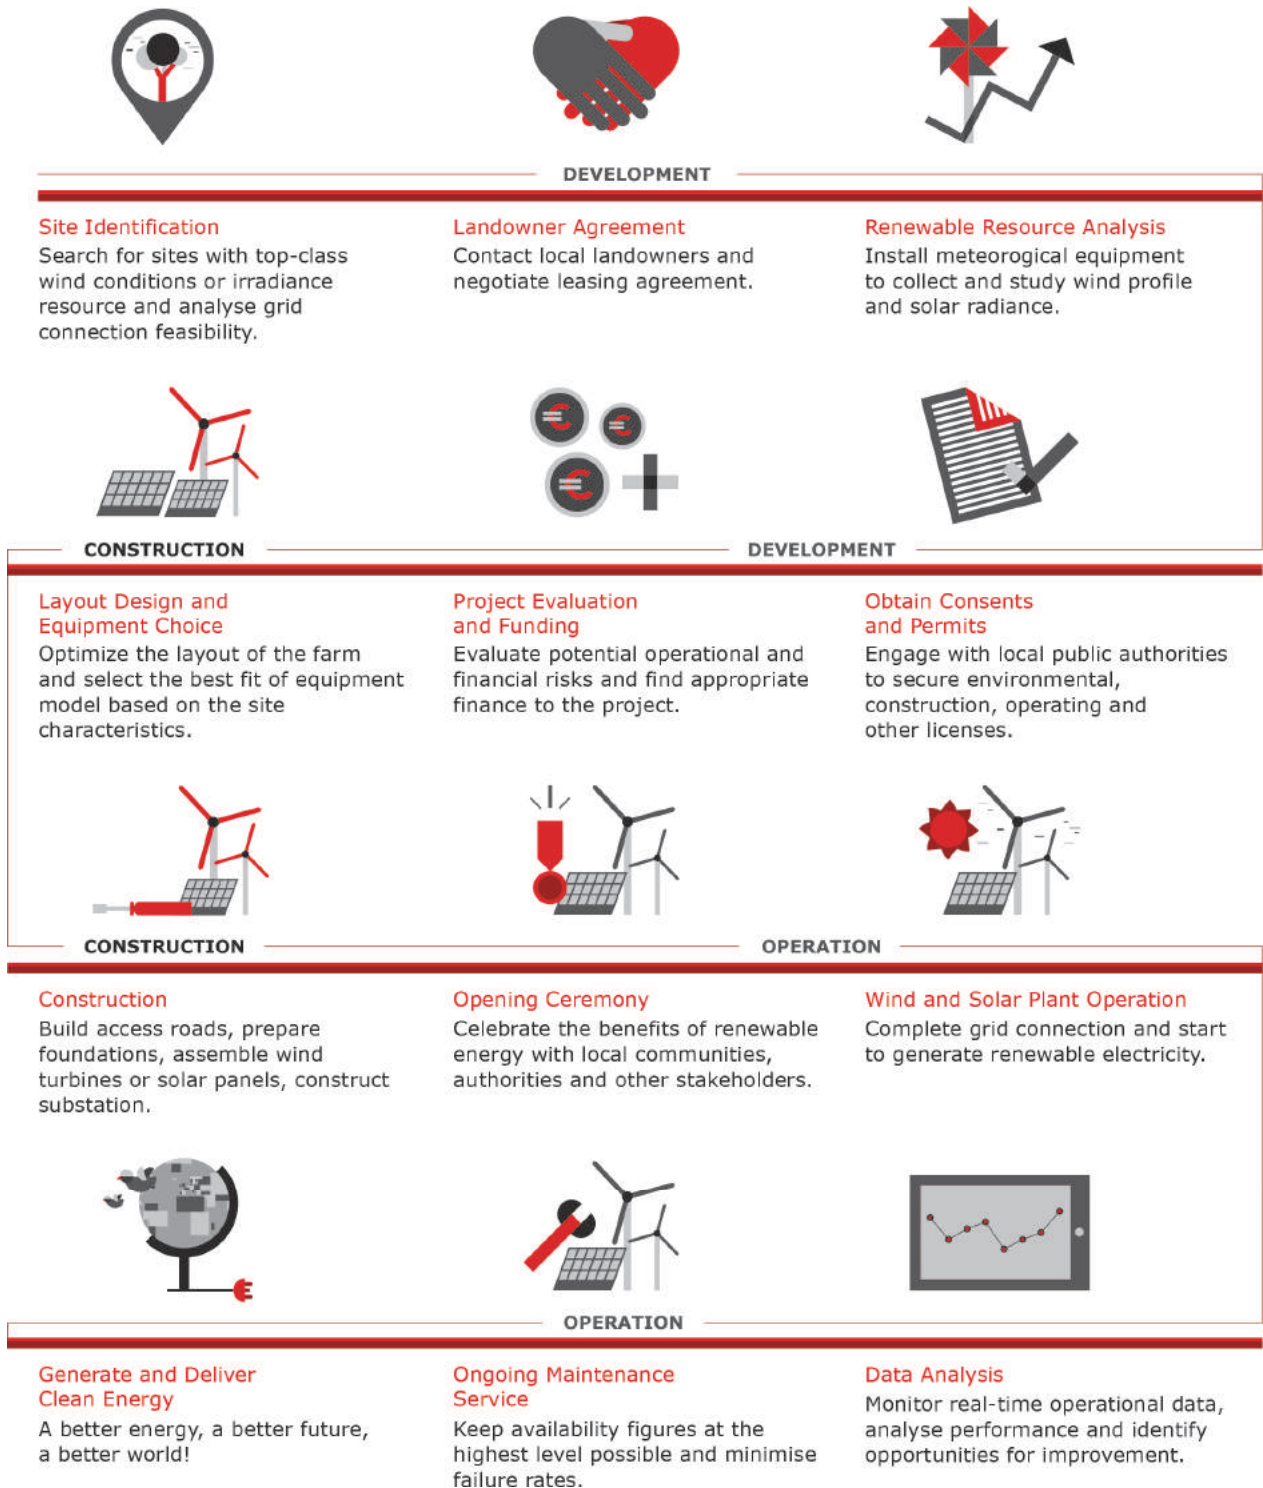 DEVELOPMENT
Site Identification
Search for sites with top-class
wind conditions or irradiance
resource and analyse grid
connection feasibility.
Landowner Agreement
Contact local landowners and
negotiate leasing agreement.
Renewable Resource Analysis
Install meteorogical equipment
to collect and study wind profile
and solar radiance.
CONSTRUCTION
DEVELOPMENT
Layout Design and
Equipment Choice
Optimize the layout of the farm
and select the best fit of equipment
model based on the site
characteristics.
Project Evaluation
and Funding
Evaluate potential operational and
financial risks and find appropriate
finance to the project.
Obtain Consents
and Permits
Engage with local public authorities
to secure environmental,
construction, operating and
other licenses.
CONSTRUCTION
OPERATION
Construction
Build access roads, prepare
foundations, assemble wind
turbines or solar panels, construct
substation.
Opening Ceremony
Celebrate the benefits of renewable
energy with local communities,
authorities and other stakeholders.
Wind and Solar Plant Operation
Complete grid connection and start
to generate renewable electricity.
OPERATION
Generate and Deliver
Clean Energy
A better energy, a better future,
a better world!
Ongoing Maintenance
Service
Keep availability figures at the
highest level possible and minimise
failure rates.
Data Analysis
Monitor real-time operational data,
analyse performance and identify
opportunities for improvement.